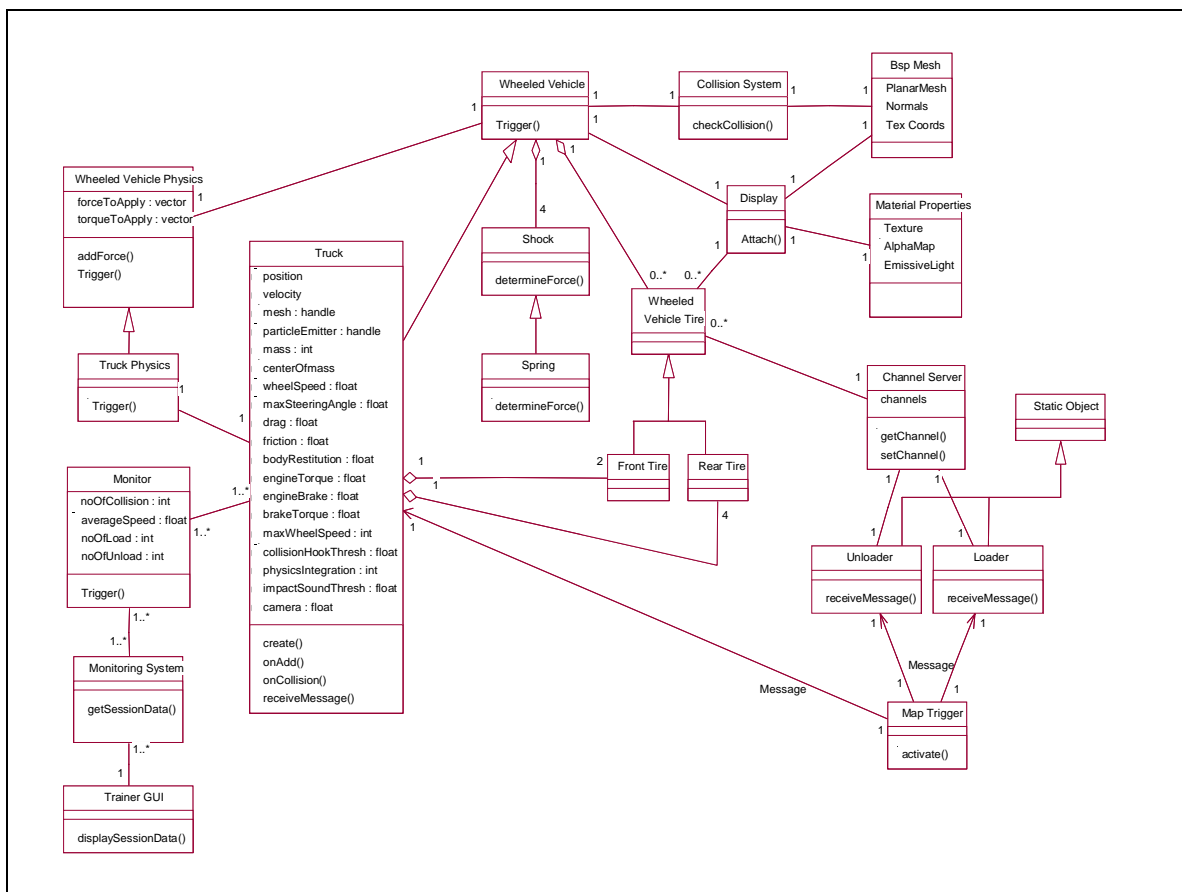 Wheeled Vehicle
Trigger()
1
1
1
1
1
Collision System
checkCollision()
1
1
Bsp Mesh
PlanarMesh
Normals
Tex Coords
1
1
Wheeled Vehicle Physics
forceToApply : vector
torqueToApply : vector
addForce()
Trigger()
1
Shock
determineForce()
4
Spring
determineForce()
Display
Attach()
1
1
1
1
Material Properties
Texture
AlphaMap
EmissiveLight
1
Wheeled
Vehicle Tire
0..*
0..*
0..*
Truck
position
velocity
mesh : handle
particleEmitter : handle
mass : int
centerOfmass
wheelSpeed : float
maxSteeringAngle : float
drag : float
friction : float
bodyRestitution : float
engineTorque : float
engineBrake : float
brakeTorque : float
maxWheelSpeed : int
collisionHookThresh : float
physicsIntegration : int
impactSoundThresh : float
camera : float
create()
onAdd()
onCollision()
receiveMessage()
1
1..*
1
1
1
Truck Physics
Trigger()
1
Front Tire
2
Rear Tire
4
Channel Server
channels
getChannel()
setChannel()
1
1
1
Static Object
Monitor
noOfCollision : int
averageSpeed : float
noOfLoad : int
noOfUnload : int
Trigger()
1..*
1..*
Unloader
receiveMessage()
1
1
Loader
receiveMessage()
1
1
Monitoring System
getSessionData()
1..*
1..*
Message
Message
Map Trigger
activate()
1
1
1
Trainer GUI
displaySessionData()
1